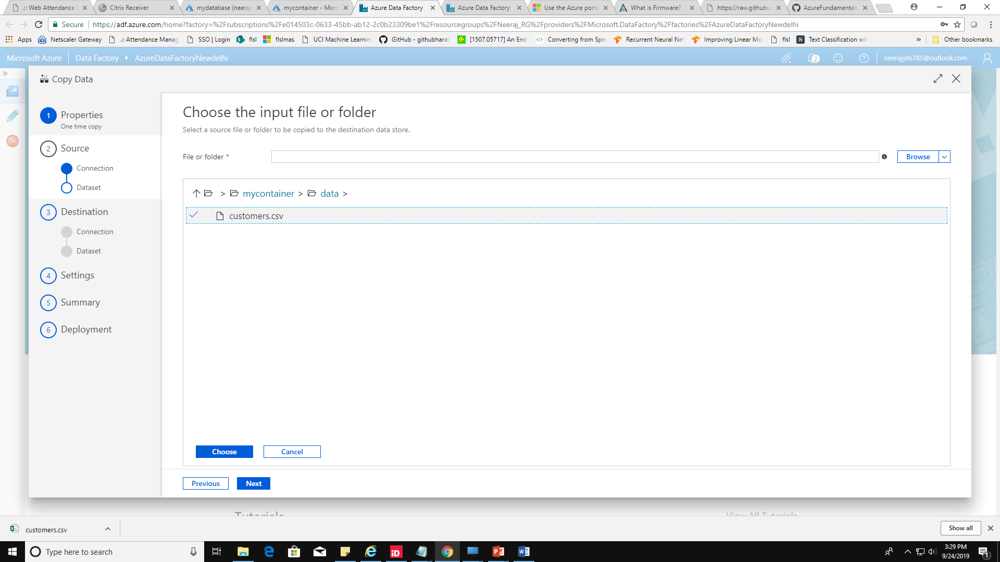 .:: Web Attendance
Citrix Receiver
mydatabase (neeraj
mycontainer - Micro
Azure Data Factory
Azure Data Factory
Use the Azure porta
What is Firmware? -
https://raw.githubu
AzureFundamentals
Secure
https://adf.azure.com/home?factory=%2Fsubscriptions%2Fe014503c-0633-45bb-ab12-2c0b23309be1%2Fresourcegroups%2FNeeraj_RG%2Fproviders%2FMicrosoft.DataFactory%2Ffactories%2FAzureDataFactoryNewdelhi
Apps
Netscaler Gateway
.:: Attendance Manag
SSO | Login
flsl
flslmas
UCI Machine Learning
GitHub - githubharal
[1507.05717] An End-
Converting from Spe
Recurrent Neural Net
Improving Linear Mo
flsl
Text Classification wit
»
Other bookmarks
Microsoft Azure
Data Factory
AzureDataFactoryNewdelhi
2
neerajyds785@outlook.com
»
Copy Data
1 Properties
One time copy
2 Source
Connection
Dataset
3 Destination
Connection
Dataset
4 Settings
5 Summary
6 Deployment
Choose the input file or folder
Select a source file or folder to be copied to the destination data store.
File or folder *
Browse
> mycontainer > data >
customers.csv
Choose
Cancel
Previous
Next
Tutorials
View All Tutorials
customers.csv
Show all
Type here to search
3:29 PM
9/24/2019
1